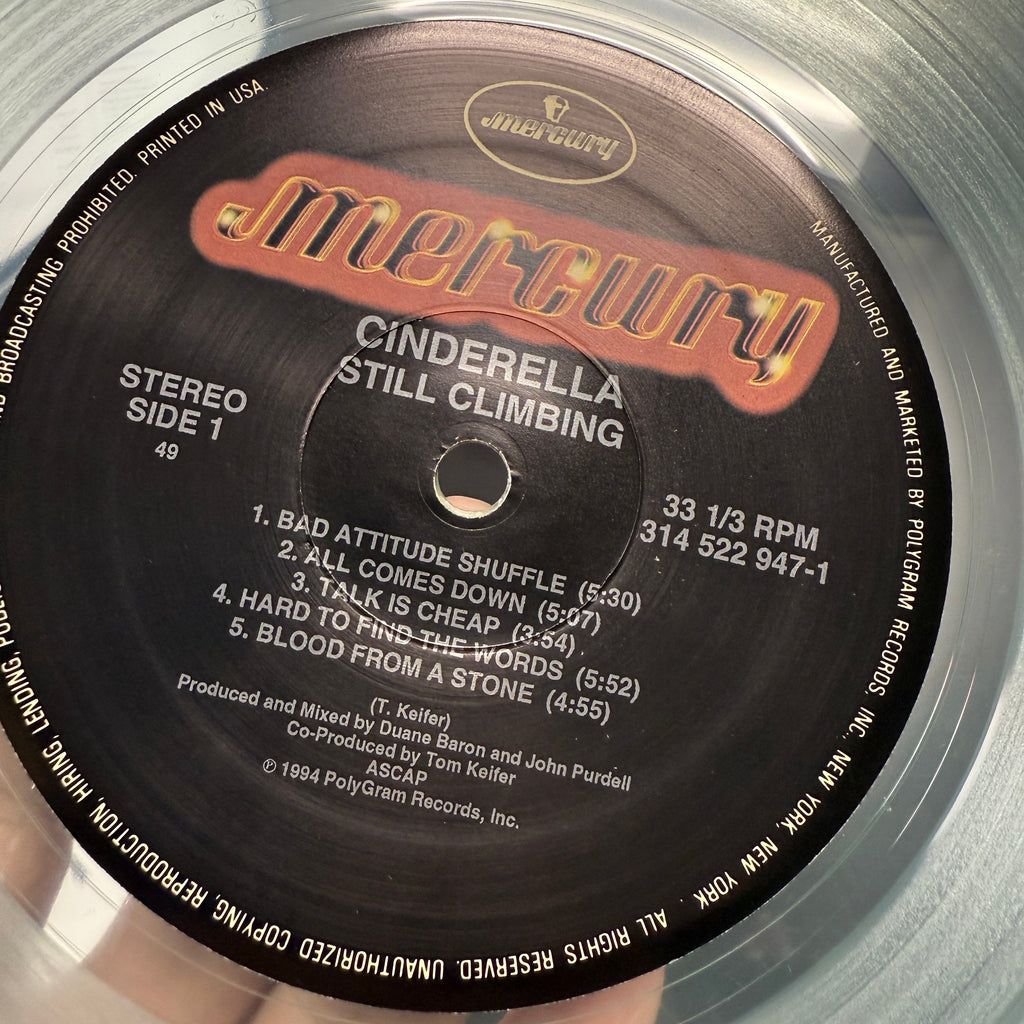 mercury
mercury
CINDERELLA
STILL CLIMBING
STEREO
SIDE 1
49
33 1/3 RPM
314 522 947-1
1. BAD ATTITUDE SHUFFLE (5:30)
2. ALL COMES DOWN (5:07)
3. TALK IS CHEAP (3:54)
4. HARD TO FIND THE WORDS (5:52)
5. BLOOD FROM A STONE (4:55)
(T. Keifer)
Produced and Mixed by Duane Baron and John Purdell
Co-Produced by Tom Keifer
ASCAP
℗ 1994 PolyGram Records, Inc.
MANUFACTURED AND MARKETED BY POLYGRAM RECORDS, INC., NEW YORK, NEW YORK. ALL RIGHTS RESERVED. UNAUTHORIZED COPYING, REPRODUCTION, HIRING, LENDING, BROADCASTING PROHIBITED. PRINTED IN USA.